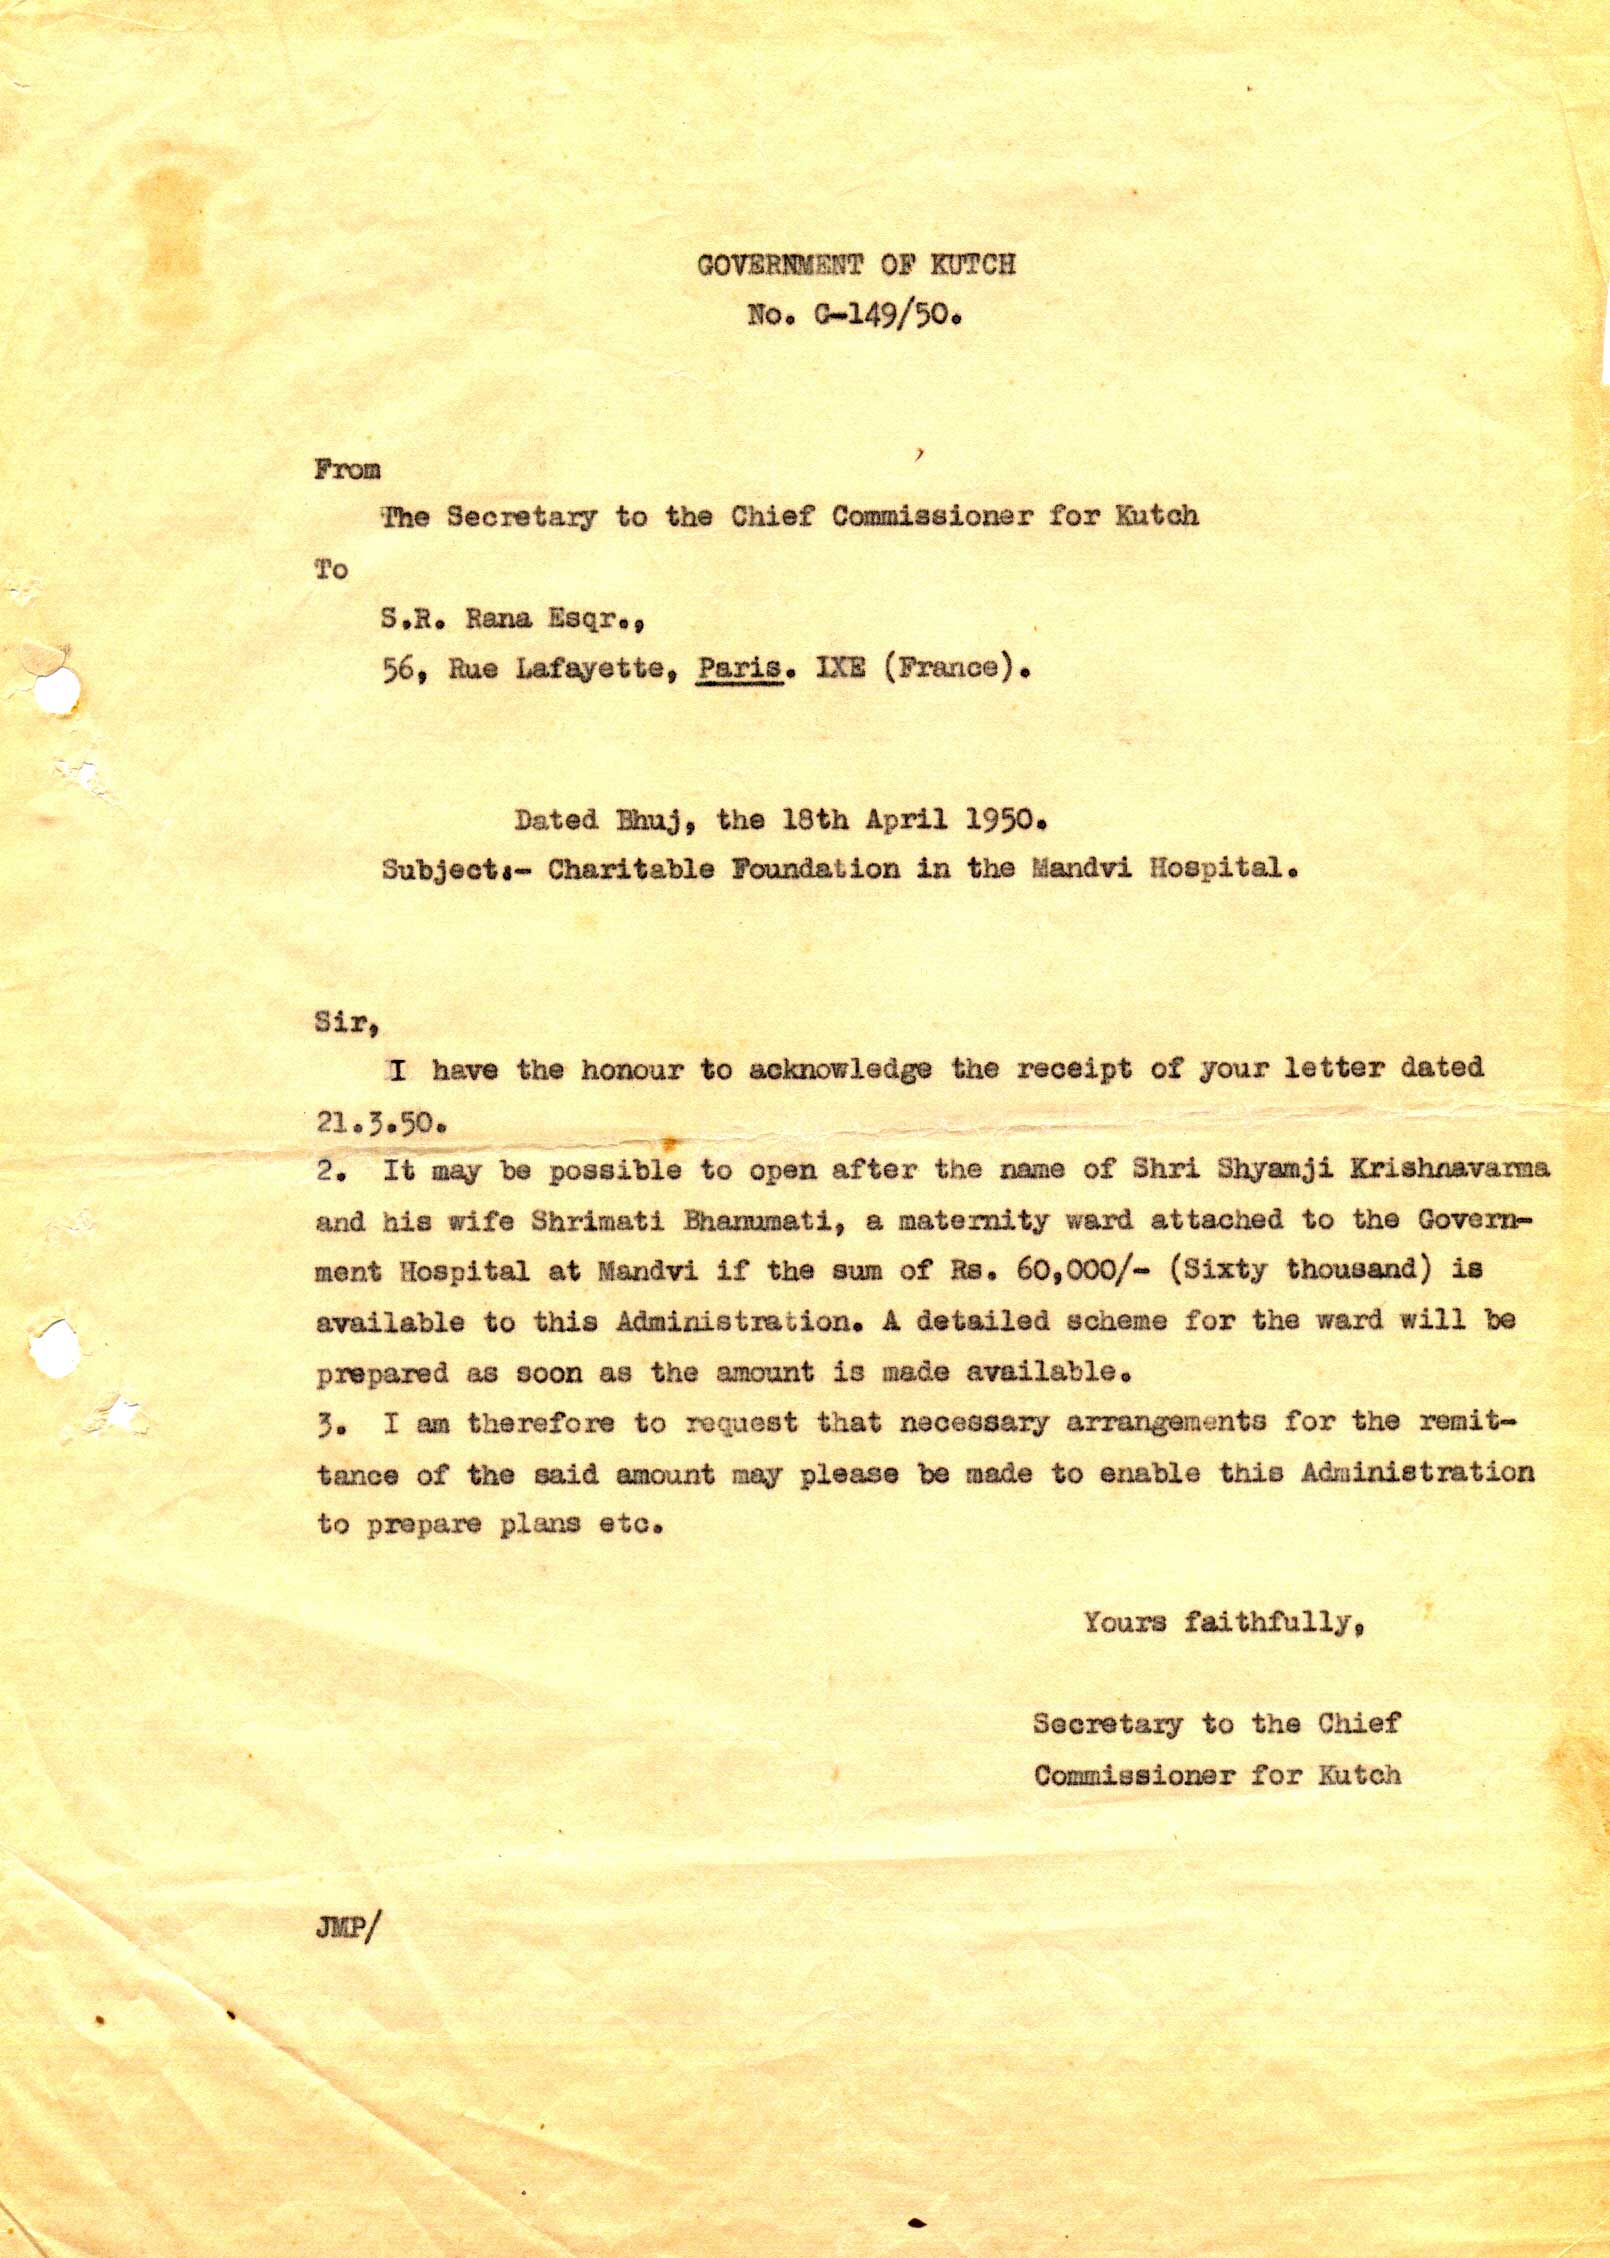 GOVERNMENT OF KUTCH
No. G-149/50.
From
The Secretary to the Chief Commissioner for Kutch
To
S.R. Rana Esqr.,
56, Rue Lafayette, Paris. IXE (France).
Dated Bhuj, the 18th April 1950.
Subject:- Charitable Foundation in the Mandvi Hospital.
Sir,
I have the honour to acknowledge the receipt of your letter dated
21.3.50.
2. It may be possible to open after the name of Shri Shyamji Krishnavarma
and his wife Shrimati Bhanumati, a maternity ward attached to the Govern-
ment Hospital at Mandvi if the sum of Rs. 60,000/- (Sixty thousand) is
available to this Administration. A detailed scheme for the ward will be
prepared as soon as the amount is made available.
3. I am therefore to request that necessary arrangements for the remit-
tance of the said amount may please be made to enable this Administration
to prepare plans etc.
Yours faithfully,
Secretary to the Chief
Commissioner for Kutch
JMP/